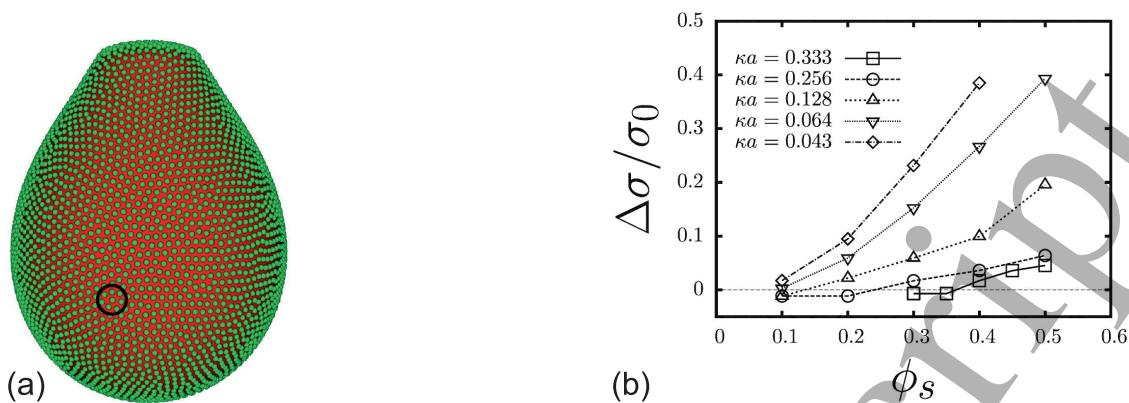 (a)
(b)
Δσ/σ₀
0.5
0.4
0.3
0.2
0.1
0
κa = 0.333
κa = 0.256
κa = 0.128
κa = 0.064
κa = 0.043
0.1 0.2 0.3 0.4 0.5 0.6
ϕₛ
ript